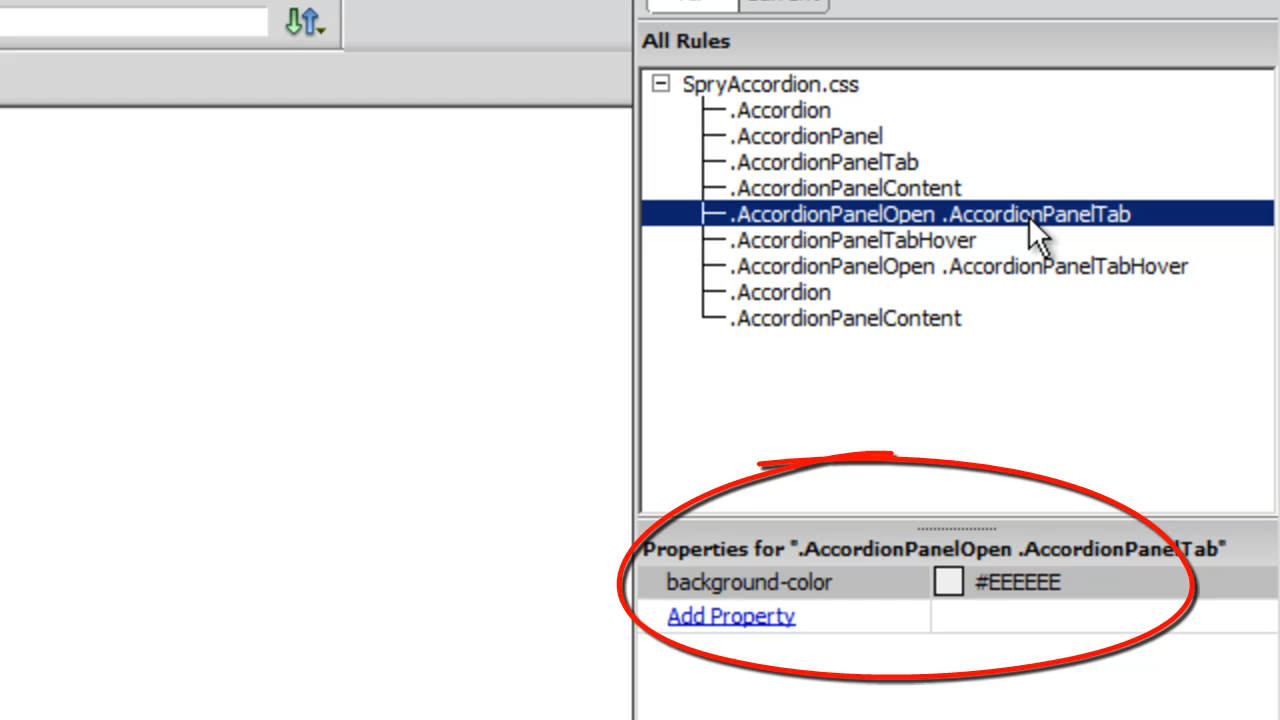 All Rules
SpryAccordion.css
.Accordion
.AccordionPanel
.AccordionPanelTab
.AccordionPanelContent
.AccordionPanelOpen .AccordionPanelTab
.AccordionPanelTabHover
.AccordionPanelOpen .AccordionPanelTabHover
.Accordion
.AccordionPanelContent
Properties for ".AccordionPanelOpen .AccordionPanelTab"
background-color #EEEEEE
Add Property